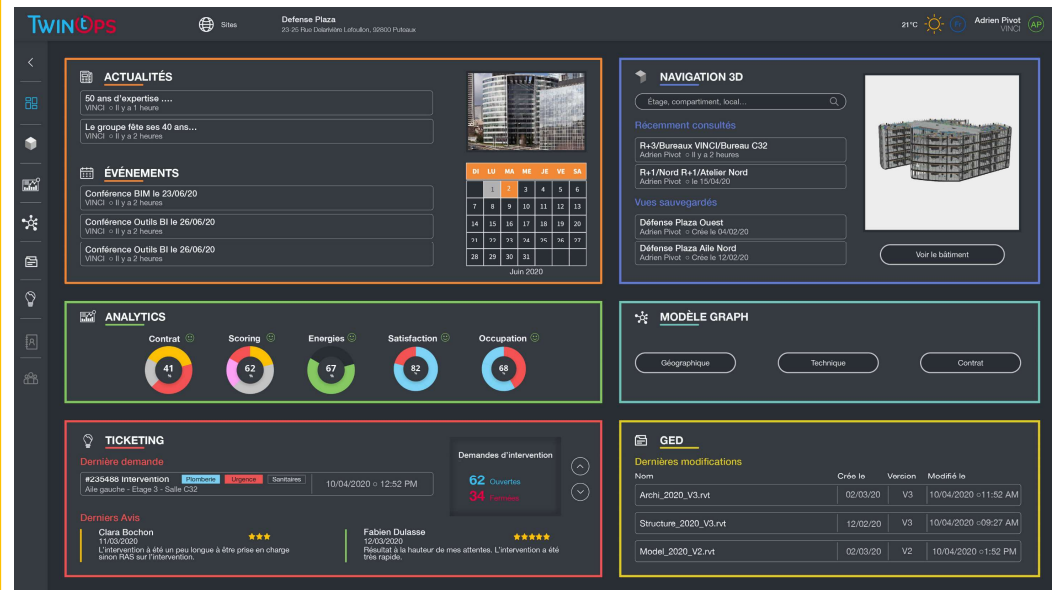 TWINOPS
Sites
Defense Plaza
23-25 Rue Delarivière Lefoullon, 92800 Puteaux
21°C
Pr
Adrien Pivot
VINCI
AP
ACTUALITÉS
50 ans d'expertise ....
VINCI ○ Il y a 1 heure
Le groupe fête ses 40 ans...
VINCI ○ Il y a 2 heures
ÉVÉNEMENTS
Conférence BIM le 23/06/20
VINCI ○ Il y a 2 heures
Conférence Outils BI le 26/06/20
VINCI ○ Il y a 2 heures
Conférence Outils BI le 26/06/20
VINCI ○ Il y a 2 heures
DI LU MA ME JE VE SA
1 2 3 4 5 6
7 8 9 10 11 12 13
14 15 16 17 18 19 20
21 22 23 24 25 26 27
28 29 30 31
Juin 2020
NAVIGATION 3D
Étage, compartiment, local...
Récemment consultés
R+3/Bureaux VINCI/Bureau C32
Adrien Pivot ○ Il y a 2 heures
R+1/Nord R+1/Atelier Nord
Adrien Pivot ○ le 15/04/20
Vues sauvegardés
Défense Plaza Ouest
Adrien Pivot ○ Crée le 04/02/20
Défense Plaza Aile Nord
Adrien Pivot ○ Crée le 12/02/20
Voir le bâtiment
ANALYTICS
Contrat Scoring Energies Satisfaction Occupation
41 % 62 % 67 % 82 % 68 %
MODÈLE GRAPH
Géographique Technique Contrat
TICKETING
Dernière demande
#235488 Intervention Plomberie Urgence Sanitaires
Aile gauche - Etage 3 - Salle C32
10/04/2020 ○ 12:52 PM
Demandes d'intervention
62 Ouvertes
34 Fermées
Derniers Avis
Clara Bochon
11/03/2020
L'intervention à été un peu longue à être prise en charge
sinon RAS sur l'intervention.
Fabien Dulasse
12/03/2020
Résultat à la hauteur de mes attentes. L'intervention a été
très rapide.
GED
Dernières modifications
Nom Crée le Version Modifié le
Archi_2020_V3.rvt 02/03/20 V3 10/04/2020 ○11:52 AM
Structure_2020_V3.rvt 12/02/20 V3 10/04/2020 ○09:27 AM
Model_2020_V2.rvt 02/03/20 V2 10/04/2020 ○1:52 PM